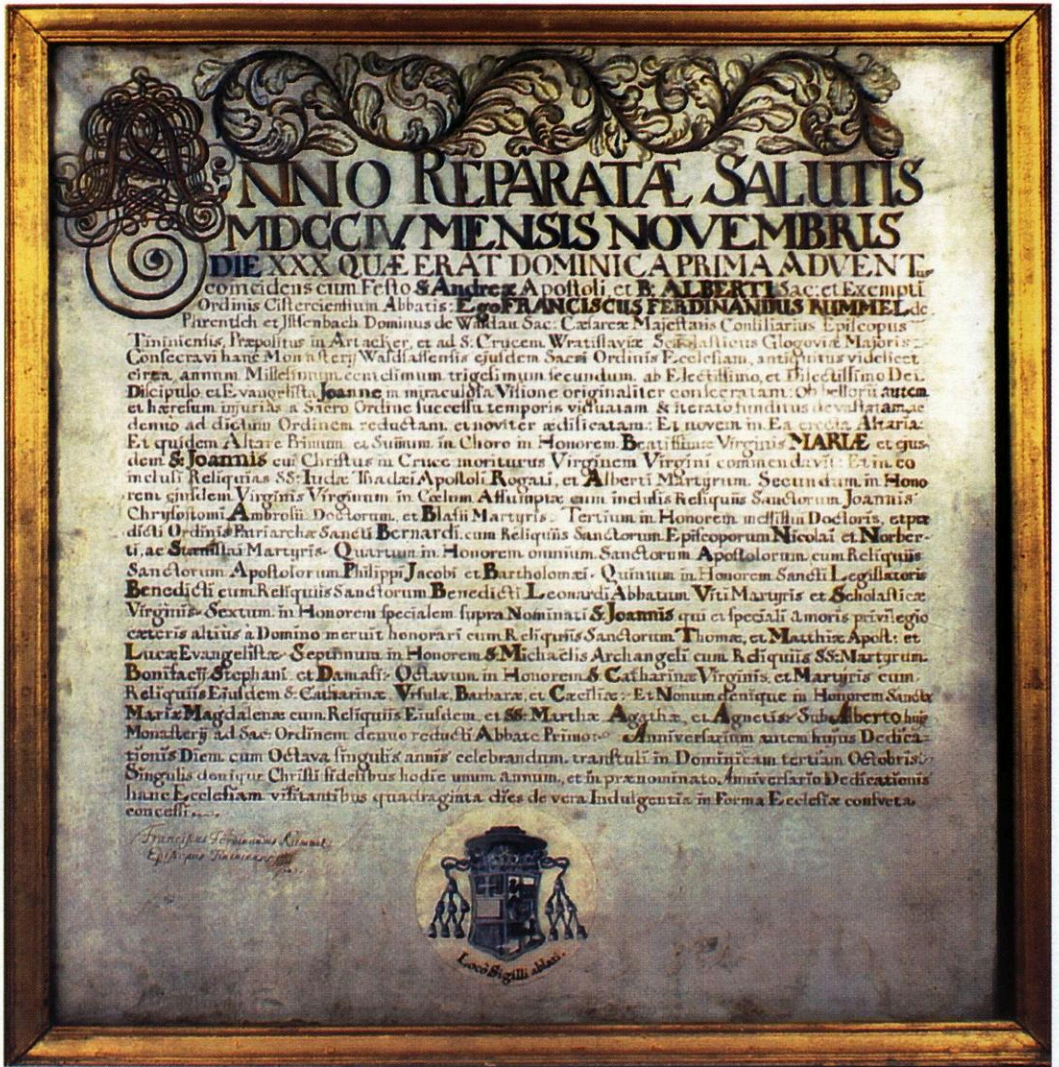 ANNO REPARATÆ SALUTIS
MDCCIV MENSIS NOVEMBRIS
DIE XXX QUÆ ERAT DOMINICA PRIMA ADVENTus
coincidens cum Festo S: Andreæ Apostoli, et B: ALBERTI Sac: et Exempti
Ordinis Cisterciensium Abbatis: Ego FRANCISCUS FERDINANDUS RUMMEL de
et Dominus de Waldau Sac: Cæsareæ Majestatis Consiliarius Episcopus
Tininiensis, Præpositus in Artacher, et ad S: Crucem Wratislaviæ Scholasticus Glogoviæ Majoris:
Consecravi hanc Monasterij Waldsassensis ejusdem Sacri Ordinis Ecclesiam, antiquitus videlicet
circa annum Millesimum centesimum trigesimum secundum ab Electissimo, et Dilectissimo Dei
Discipulo et Evangelista Joanne in miraculosa Visione originaliter consecratam: Ob bellorum autem
et hæresum injurias a Sacro Ordine successu temporis & iterato funditus devastatam, ac
denuo ad dictum Ordinem reductam, et noviter ædificatam: Et novem in Ea erecta Altaria:
Et quidem Altare Primum et Summum in Choro in Honorem Beatissimæ Virginis MARIÆ et ejus-
dem S: Joannis cui Christus in Cruce moriturus Virginem Virgini commendavit: Et in eo
inclusi Reliquias SS: Iudæ Thadæi Apostoli Rogati, et Alberti Martyrum. Secundum in Hono
rem ejusdem Virginis Virginum in Cœlum Assumptæ cum inclusis Reliquiis Sanctorum Joannis
Chrysostomi Ambrosii Doctorum, et Blasii Martyris. Tertium in Honorem melliflui Doctoris, et præ
dicti Ordinis Patriarchæ Sancti Bernardi cum Reliquiis Sanctorum Episcoporum Nicolai et Norber-
ti, ac Stanislai Martyris. Quartum in Honorem omnium Sanctorum Apostolorum cum Reliquiis
Sanctorum Apostolorum Philippi Jacobi et Bartholomæi. Quintum in Honorem Sancti Legislatoris
Benedicti cum Reliquiis Sanctorum Benedicti Leonardi Abbatum Viti Martyris et Scholasticæ
Virginis. Sextum in Honorem specialem supra Nominati S: Joannis qui et speciali amoris privilegio
cæteris altius a Domino meruit honorari cum Reliquiis Sanctorum Thomæ, et Matthiæ Apost: et
Lucæ Evangelistæ. Septimum in Honorem S: Michaelis Archangeli cum Reliquiis SS: Martyrum
Bonifacij Stephani et Damasi. Octavum in Honorem S: Catharinæ Virginis, et Martyris cum
Reliquiis Eiusdem S: Catharinæ, Vrsulæ, Barbaræ, et Cæciliæ. Et Nonum denique in Honorem Sanctæ
Mariæ Magdalenæ cum Reliquiis Eiusdem, et SS: Marthæ Agathæ, et Agnetis. Sub Alberto hujus
Monasterij ad Sac: Ordinem denuo reducti Abbate Primo. Anniversarium autem hujus Dedica-
tionis Diem cum Octava singulis annis celebrandum transtuli in Dominicam tertiam Octobris.
Singulis denique Christi fidelibus hodie unum annum, et in prænominato Anniversario Dedicationis
hanc Ecclesiam visitantibus quadraginta dies de vera Indulgentia in Forma Ecclesiæ consveta
concessi.
Franciscus Ferdinandus Rummel
Episcopus Tininiensis
Loco Sigilli ablati.